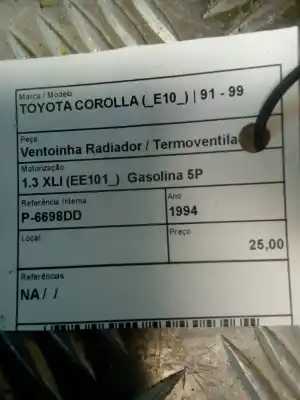 Marca / Modelo
TOYOTA COROLLA (_E10_) | 91 - 99
Peça
Ventoinha Radiador / Termoventila
Motorização
1.3 XLI (EE101_) Gasolina 5P
Referência Interna
P-6698DD
Ano
1994
Local
Preço
25,00
Referências
NA / /